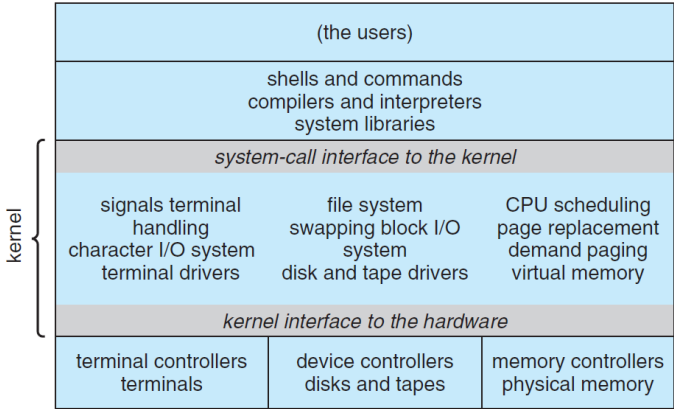 (the users)
shells and commands
compilers and interpreters
system libraries
kernel
system-call interface to the kernel
signals terminal
handling
character I/O system
terminal drivers
file system
swapping block I/O
system
disk and tape drivers
CPU scheduling
page replacement
demand paging
virtual memory
kernel interface to the hardware
terminal controllers
terminals
device controllers
disks and tapes
memory controllers
physical memory